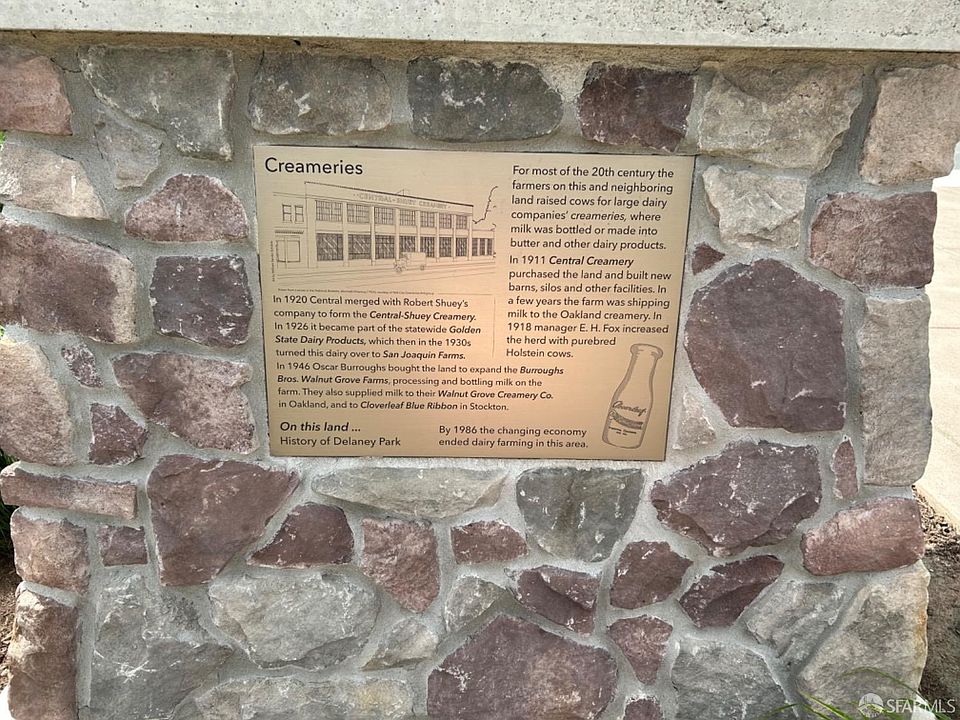 Creameries
CENTRAL CREAMERY
For most of the 20th century the
farmers on this and neighboring
land raised cows for large dairy
companies' creameries, where
milk was bottled or made into
butter and other dairy products.
In 1911 Central Creamery
purchased the land and built new
barns, silos and other facilities. In
a few years the farm was shipping
milk to the Oakland creamery. In
1918 manager E. H. Fox increased
the herd with purebred
Holstein cows.
In 1920 Central merged with Robert Shuey's
company to form the Central-Shuey Creamery.
In 1926 it became part of the statewide Golden
State Dairy Products, which then in the 1930s
turned this dairy over to San Joaquin Farms.
In 1946 Oscar Burroughs bought the land to expand the Burroughs
Bros. Walnut Grove Farms, processing and bottling milk on the
farm. They also supplied milk to their Walnut Grove Creamery Co.
in Oakland, and to Cloverleaf Blue Ribbon in Stockton.
Cloverleaf
On this land ...
History of Delaney Park
By 1986 the changing economy
ended dairy farming in this area.
SFARMLS